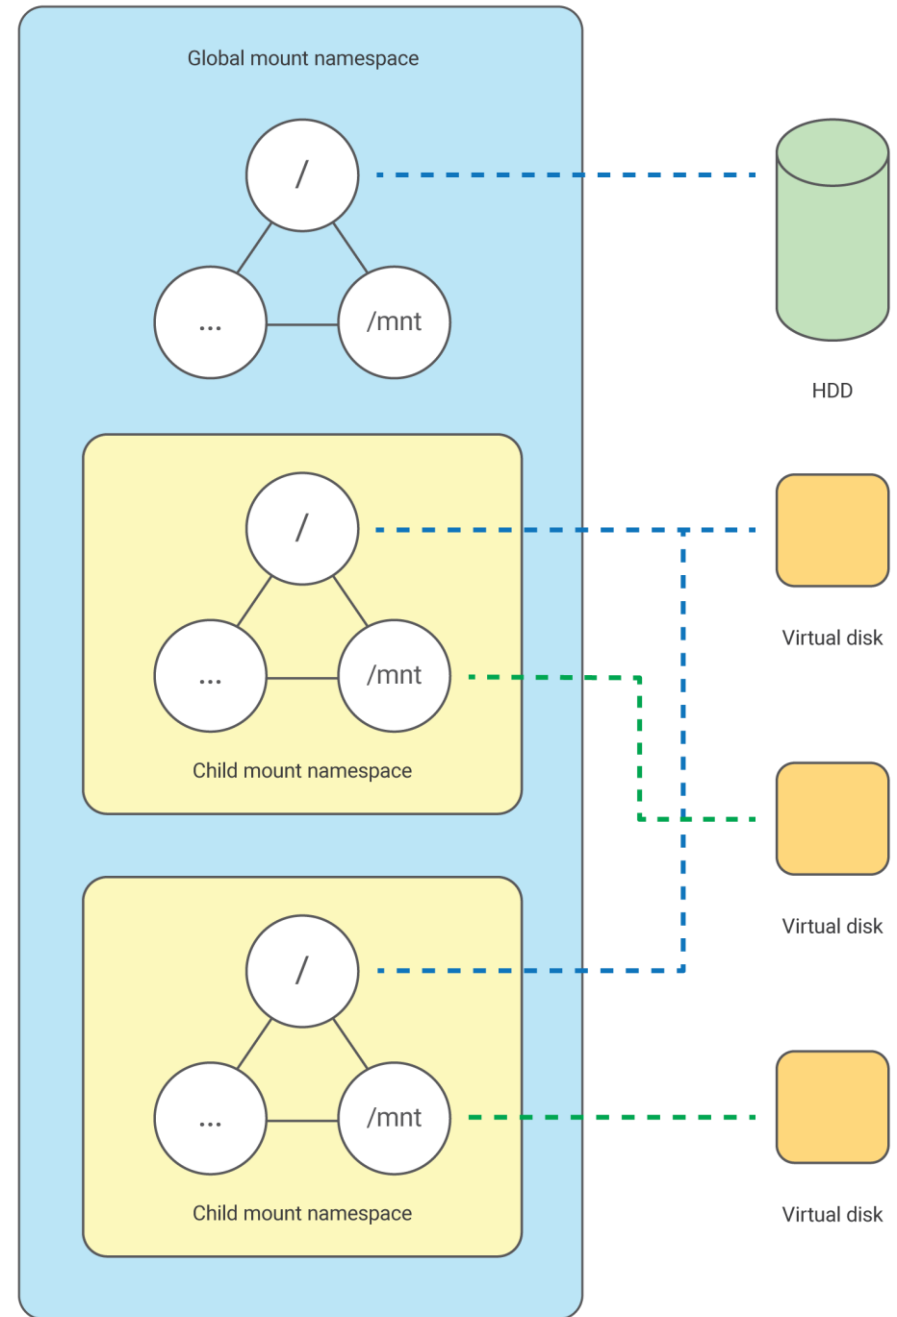 Global mount namespace
/
...
/mnt
HDD
/
...
/mnt
Child mount namespace
Virtual disk
Virtual disk
/
...
/mnt
Child mount namespace
Virtual disk